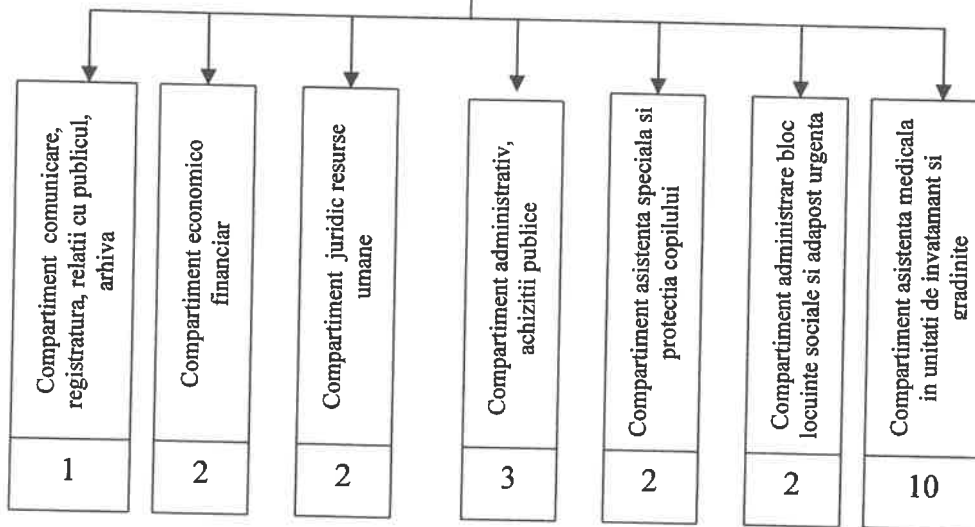 Compartiment comunicare,
registratura, relatii cu publicul,
arhiva
1
Compartiment economico
financiar
2
Compartiment juridic resurse
umane
2
Compartiment administrativ,
achizitii publice
3
Compartiment asistenta speciala si
protectia copilului
2
Compartiment administrare bloc
locuinte sociale si adapost urgenta
2
Compartiment asistenta medicala
in unitati de invatamant si
gradinite
10